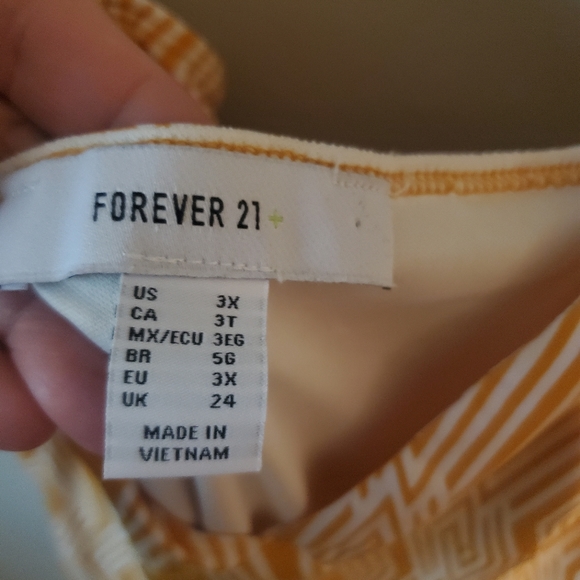 FOREVER 21+
US 3X
CA 3T
MX/ECU 3EG
BR 5G
EU 3X
UK 24
MADE IN
VIETNAM